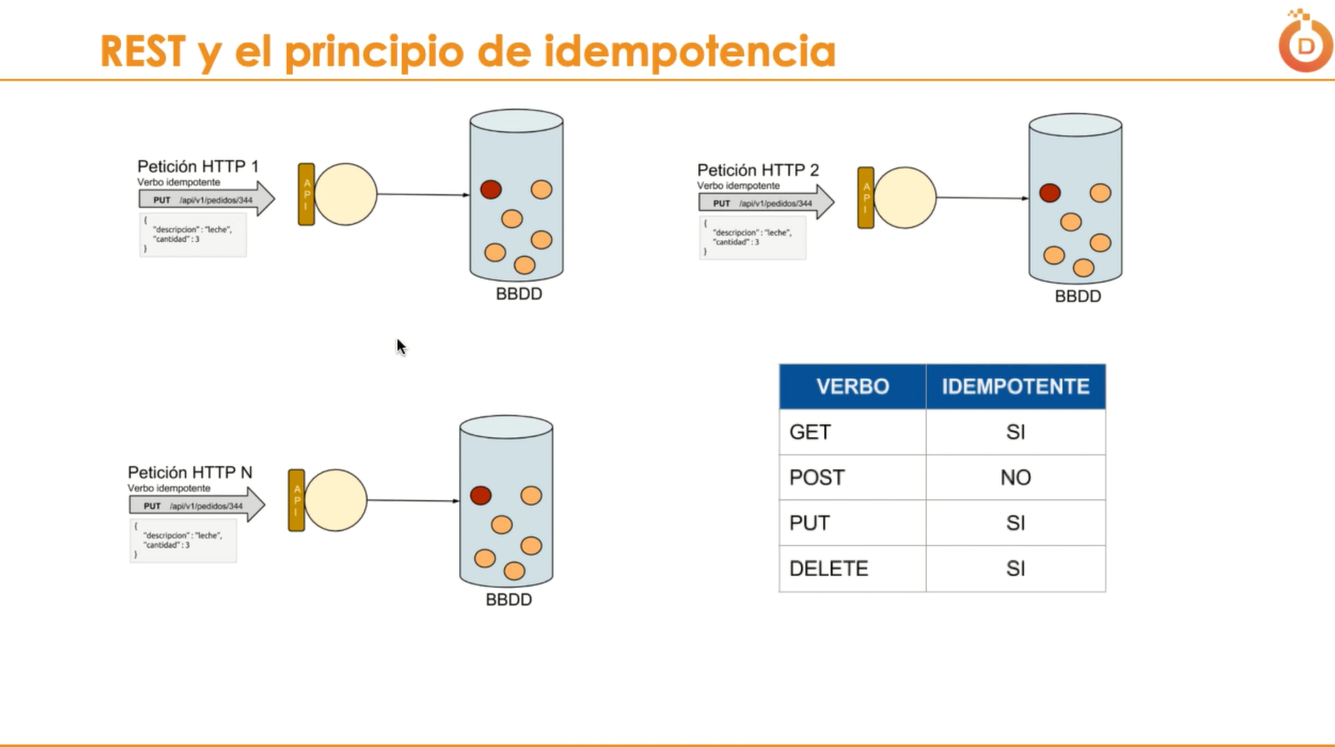 REST y el principio de idempotencia
D
Petición HTTP 1
Verbo idempotente
PUT /api/v1/pedidos/344
{
"descripcion" : "leche",
"cantidad" : 3
}
API
BBDD
Petición HTTP 2
Verbo idempotente
PUT /api/v1/pedidos/344
{
"descripcion" : "leche",
"cantidad" : 3
}
API
BBDD
Petición HTTP N
Verbo idempotente
PUT /api/v1/pedidos/344
{
"descripcion" : "leche",
"cantidad" : 3
}
API
BBDD
VERBO IDEMPOTENTE
GET SI
POST NO
PUT SI
DELETE SI